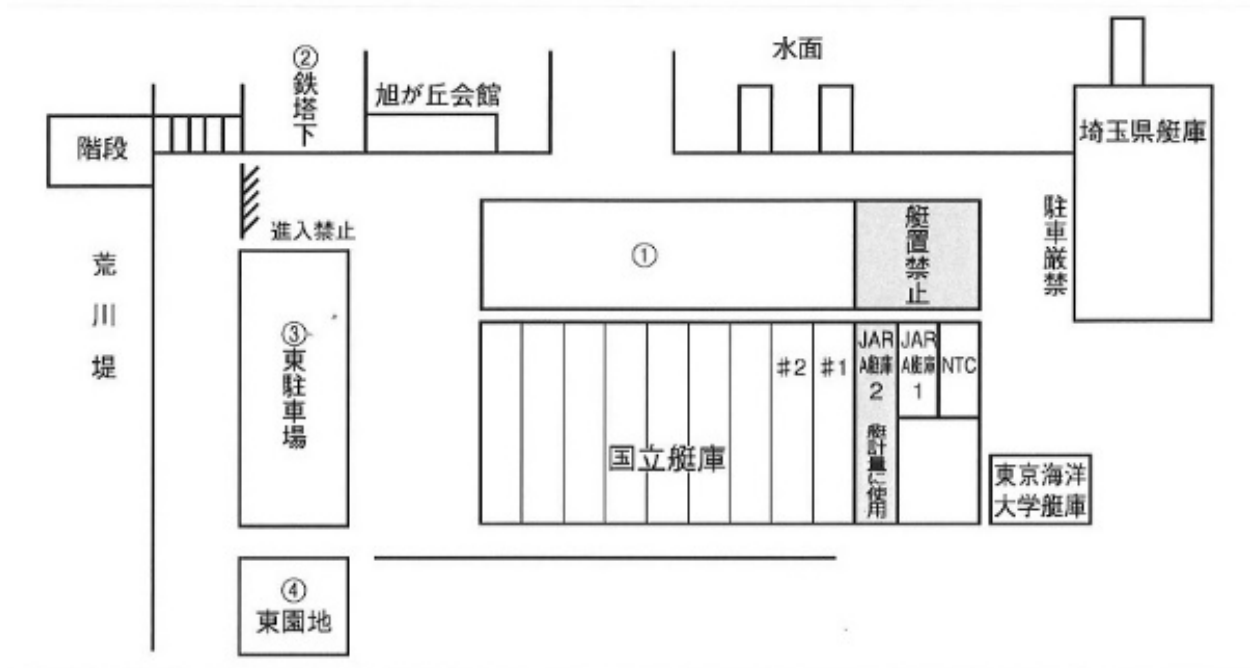 水面
②鉄塔下
旭が丘会館
階段
埼玉県艇庫
進入禁止
①
艇置禁止
駐車厳禁
荒川堤
③東駐車場
#2
#1
JAR
A艇庫
2
艇計量に使用
JAR
A艇庫
1
NTC
国立艇庫
東京海洋
大学艇庫
④
東園地